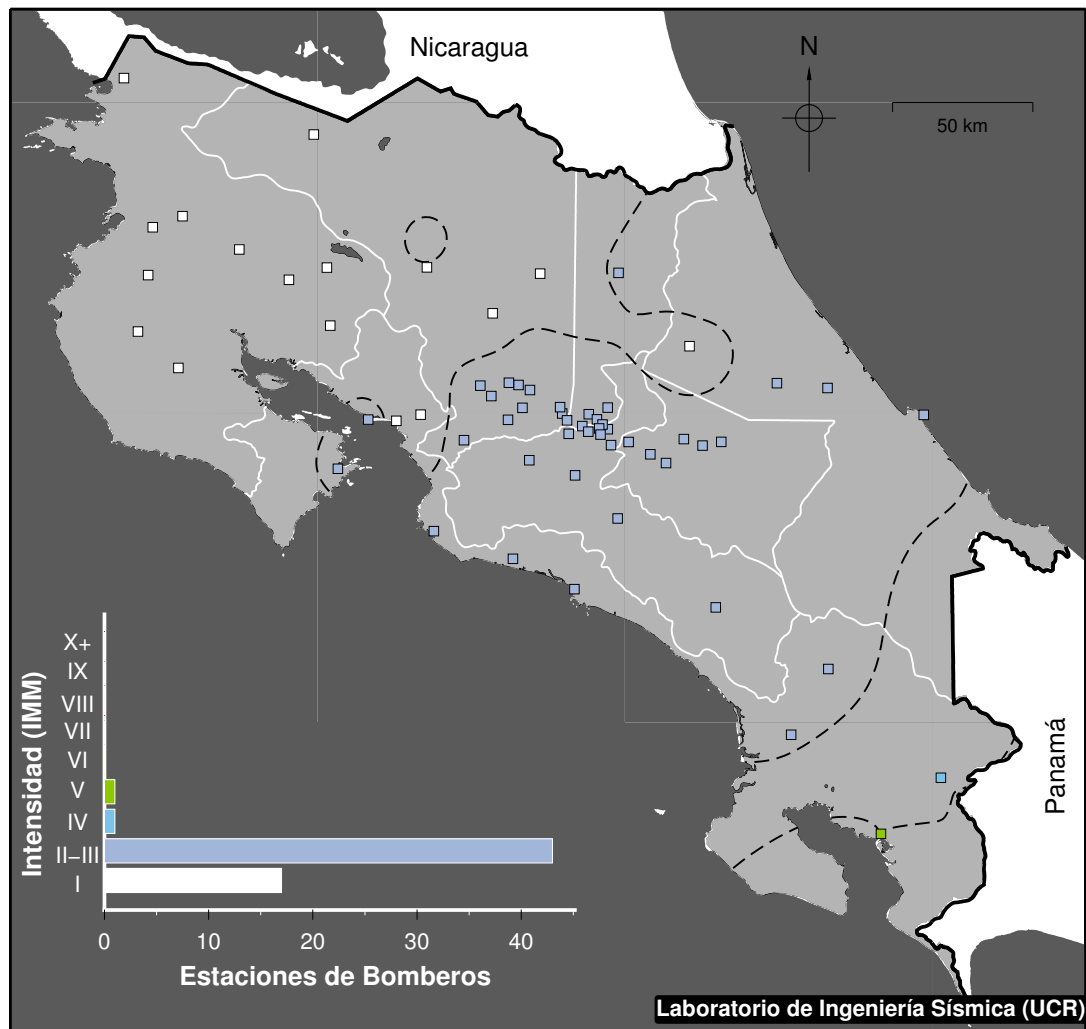 Nicaragua
N
50 km
Panamá
Intensidad (IMM)
X+
IX
VIII
VII
VI
V
IV
II–III
I
0 10 20 30 40
Estaciones de Bomberos
Laboratorio de Ingeniería Sísmica (UCR)